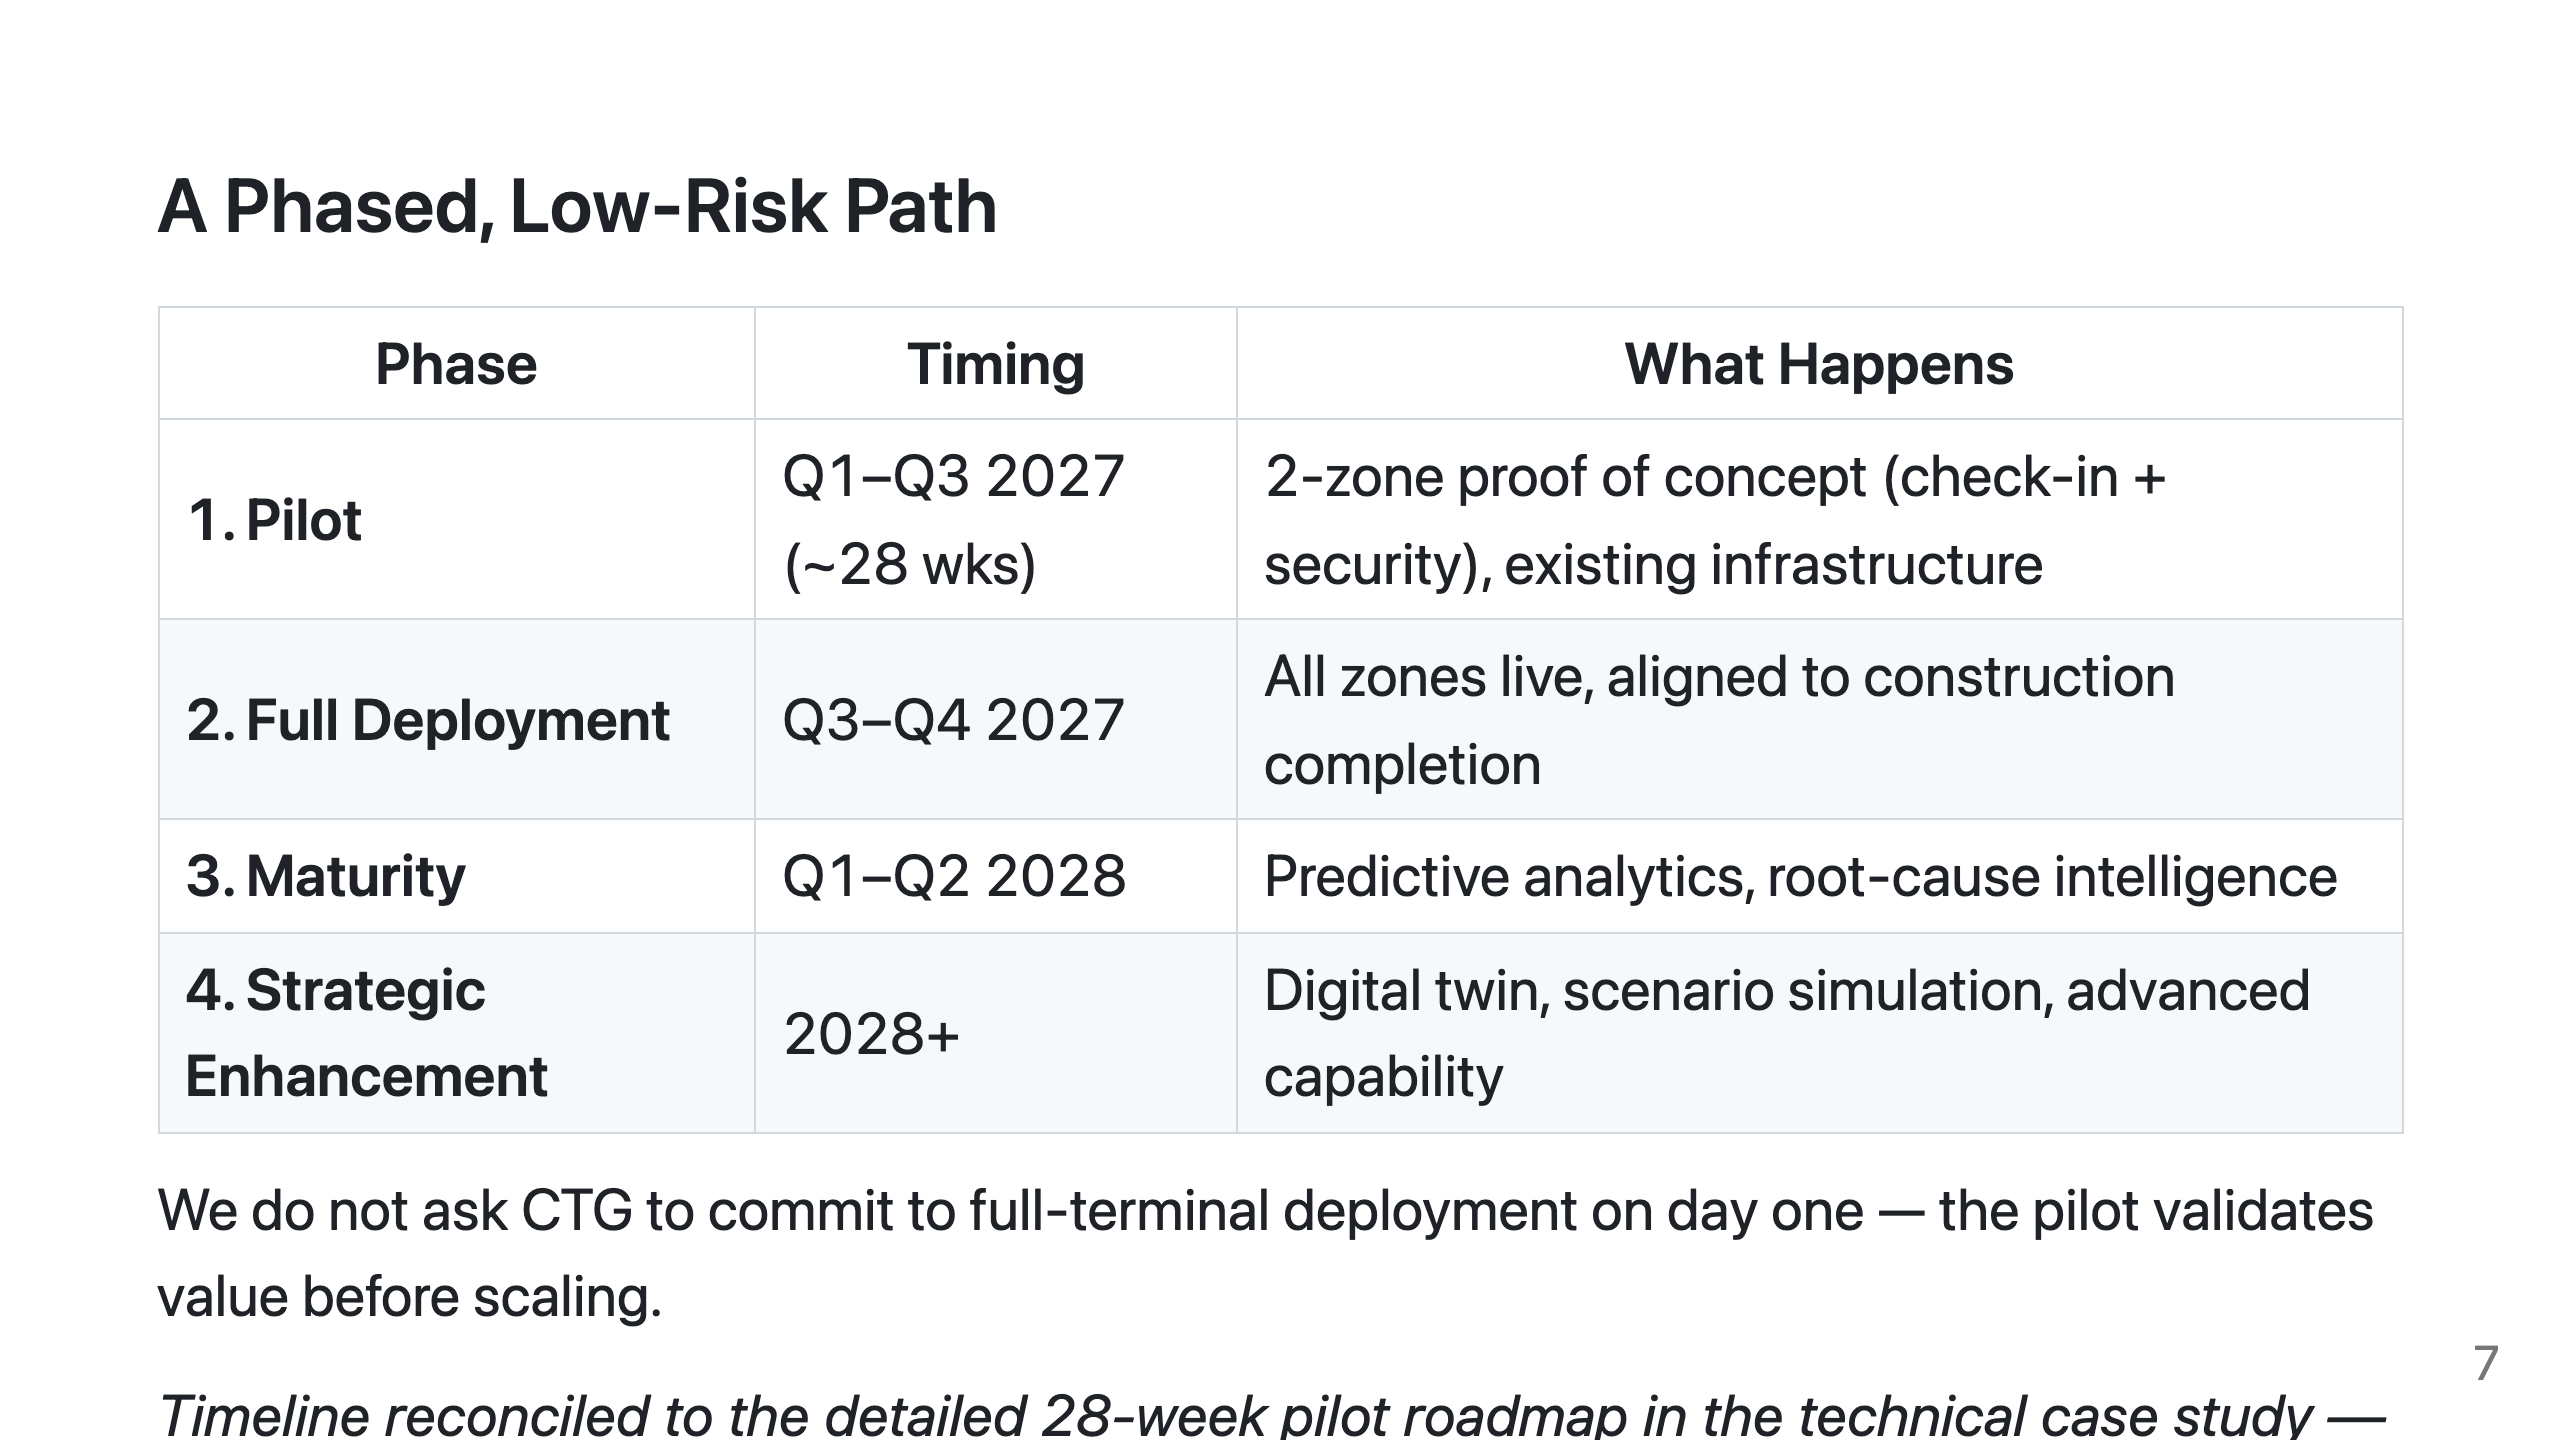 A Phased, Low-Risk Path
Phase Timing What Happens
1. Pilot
Q1–Q3 2027
(~28 wks)
2-zone proof of concept (check-in +
security), existing infrastructure
2. Full Deployment
Q3–Q4 2027
All zones live, aligned to construction
completion
3. Maturity
Q1–Q2 2028
Predictive analytics, root-cause intelligence
4. Strategic
Enhancement
2028+
Digital twin, scenario simulation, advanced
capability
We do not ask CTG to commit to full-terminal deployment on day one — the pilot validates
value before scaling.
7
Timeline reconciled to the detailed 28-week pilot roadmap in the technical case study —